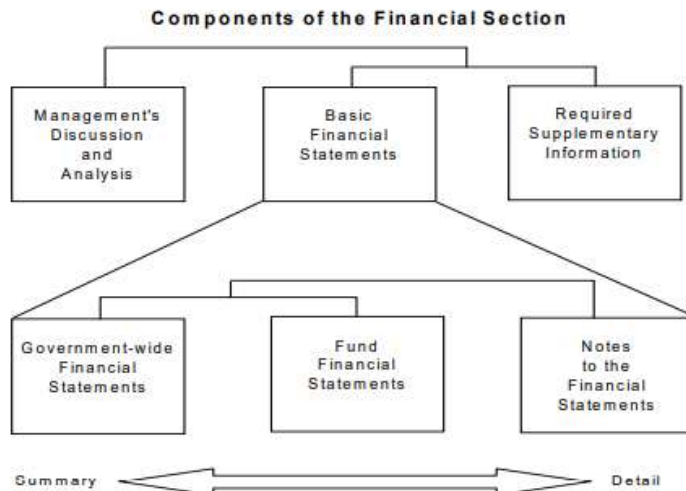 Components of the Financial Section
Management's
Discussion
and
Analysis
Basic
Financial
Statements
Required
Supplementary
Information
Government-wide
Financial
Statements
Fund
Financial
Statements
Notes
to the
Financial
Statements
Summary
Detail